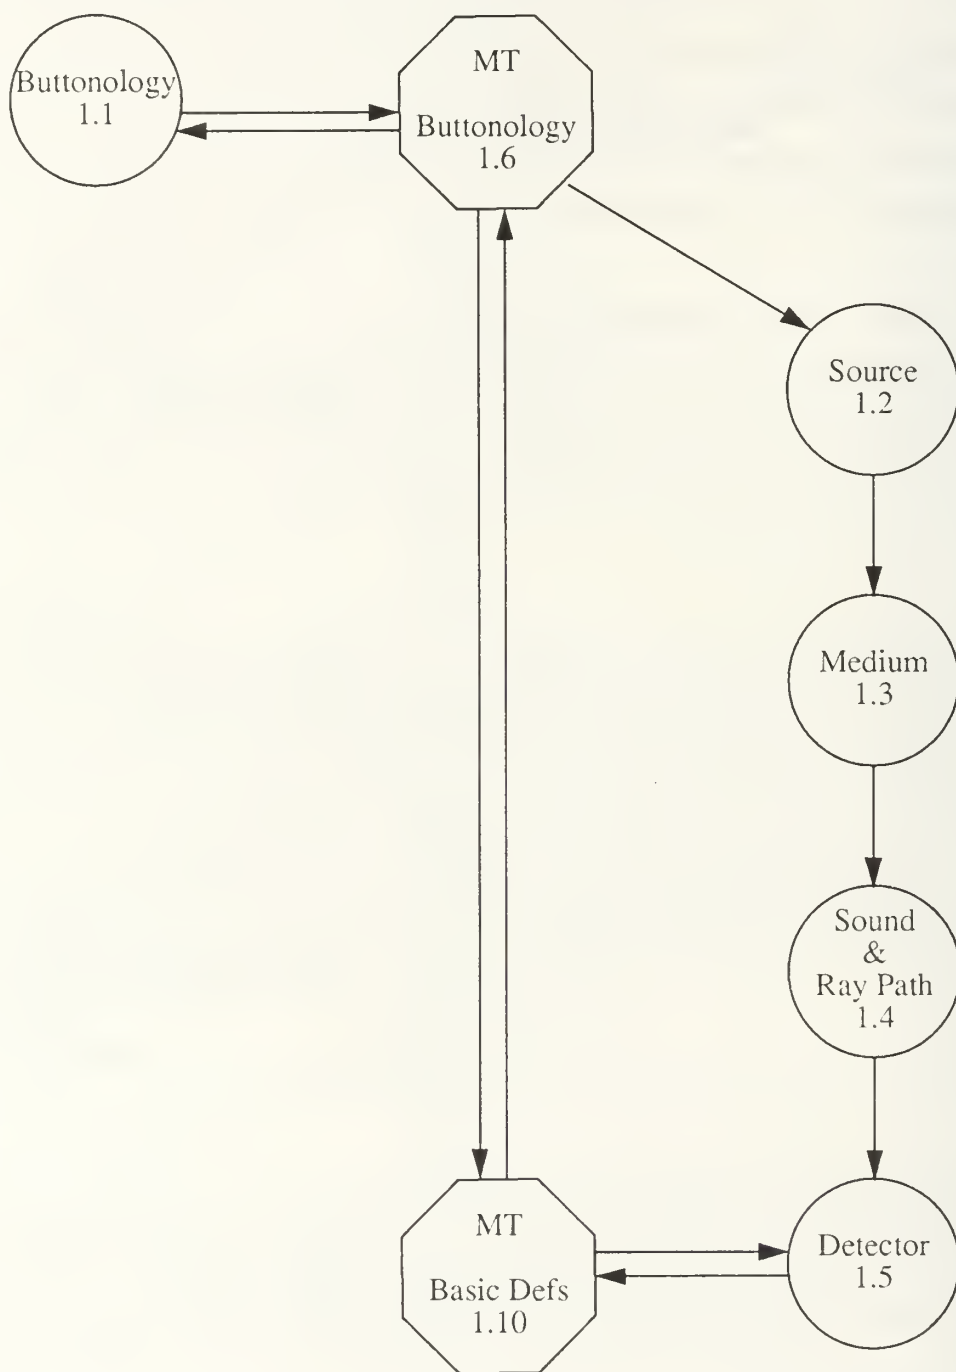 Buttonology
1.1
MT
Buttonology
1.6
Source
1.2
Medium
1.3
Sound
&
Ray Path
1.4
Detector
1.5
MT
Basic Defs
1.10